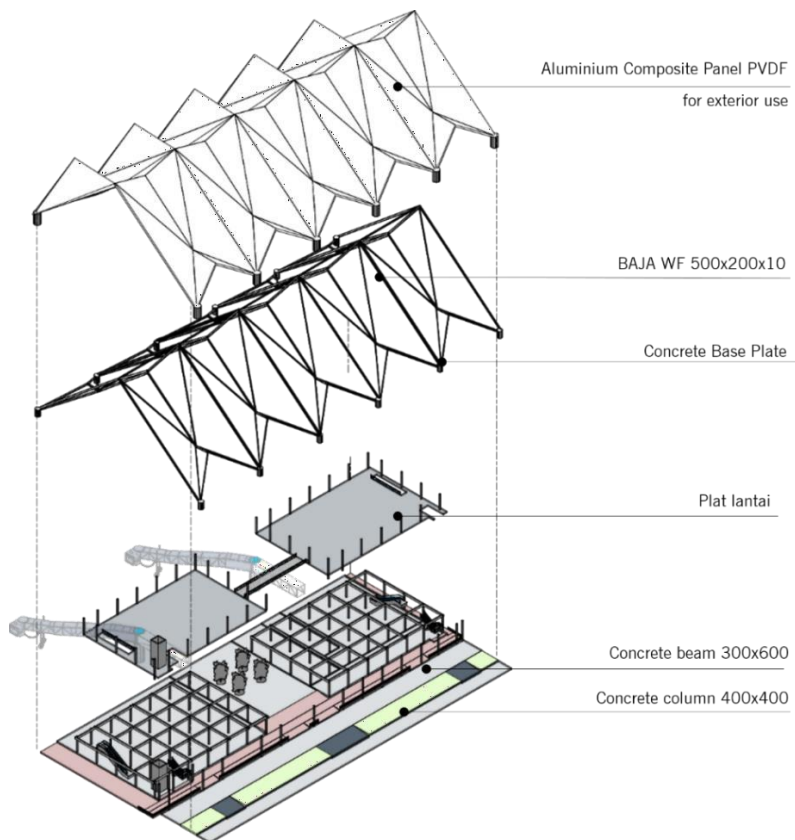 Aluminium Composite Panel PVDF
for exterior use
BAJA WF 500x200x10
Concrete Base Plate
Plat lantai
Concrete beam 300x600
Concrete column 400x400